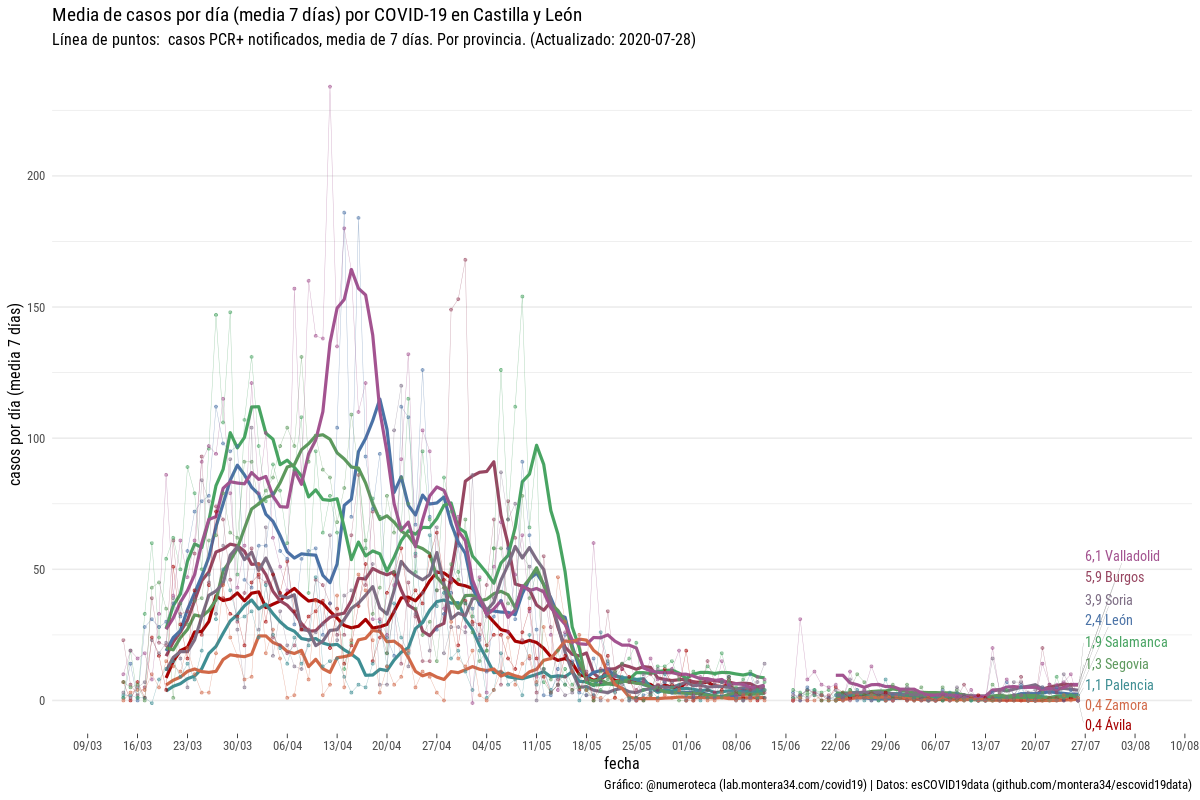 Media de casos por día (media 7 días) por COVID-19 en Castilla y León
Línea de puntos:  casos PCR+ notificados, media de 7 días. Por provincia. (Actualizado: 2020-07-28)
casos por día (media 7 días)
200
150
100
50
0
6,1 Valladolid
5,9 Burgos
3,9 Soria
2,4 León
1,9 Salamanca
1,3 Segovia
1,1 Palencia
0,4 Zamora
0,4 Ávila
09/03 16/03 23/03 30/03 06/04 13/04 20/04 27/04 04/05 11/05 18/05 25/05 01/06 08/06 15/06 22/06 29/06 06/07 13/07 20/07 27/07 03/08 10/08
fecha
Gráfico: @numeroteca (lab.montera34.com/covid19) | Datos: esCOVID19data (github.com/montera34/escovid19data)